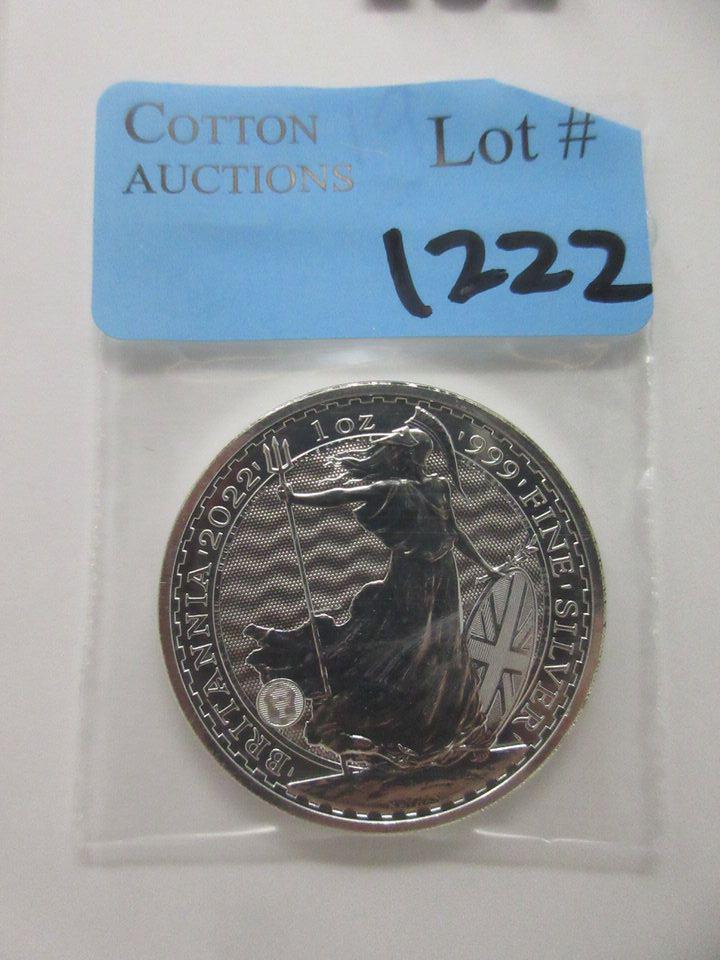 COTTON
AUCTIONS
Lot #
1222
BRITANNIA 2022 1 OZ 999 FINE SILVER